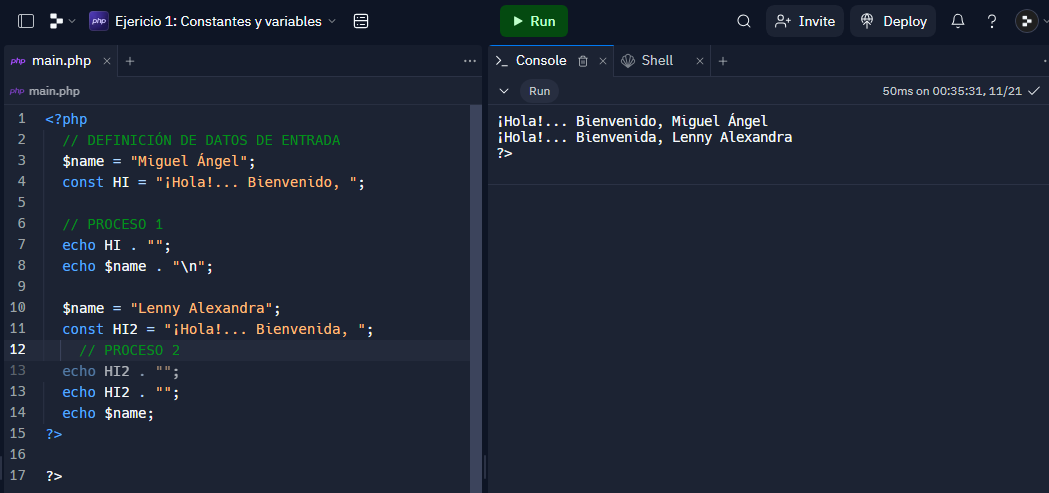 php Ejericio 1: Constantes y variables Run Invite Deploy
php main.php
Console Shell
php main.php
Run 50ms on 00:35:31, 11/21
1 <?php
2 // DEFINICIÓN DE DATOS DE ENTRADA
3 $name = "Miguel Ángel";
4 const HI = "¡Hola!... Bienvenido, ";
5
6 // PROCESO 1
7 echo HI . "";
8 echo $name . "\n";
9
10 $name = "Lenny Alexandra";
11 const HI2 = "¡Hola!... Bienvenida, ";
12 // PROCESO 2
13 echo HI2 . "";
13 echo HI2 . "";
14 echo $name;
15 ?>
16
17 ?>
¡Hola!... Bienvenido, Miguel Ángel
¡Hola!... Bienvenida, Lenny Alexandra
?>